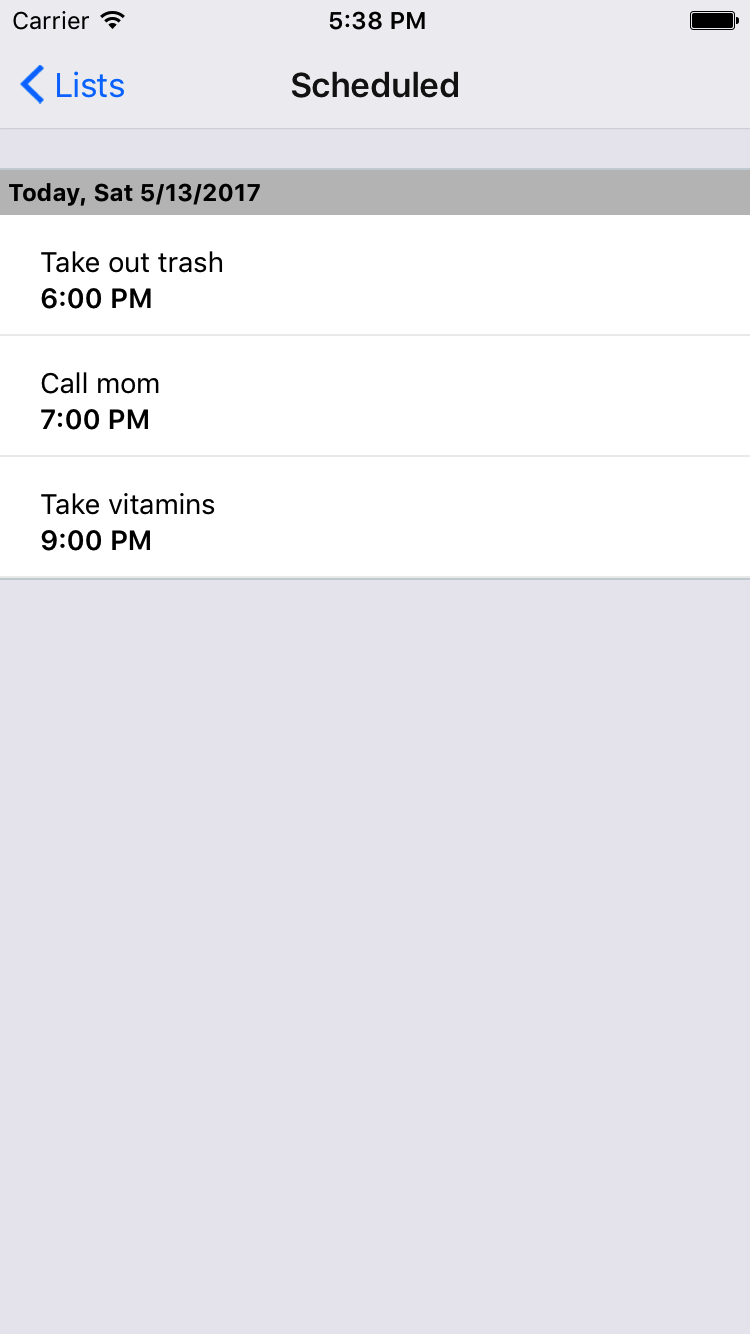 Carrier 5:38 PM
Lists Scheduled
Today, Sat 5/13/2017
Take out trash
6:00 PM
Call mom
7:00 PM
Take vitamins
9:00 PM